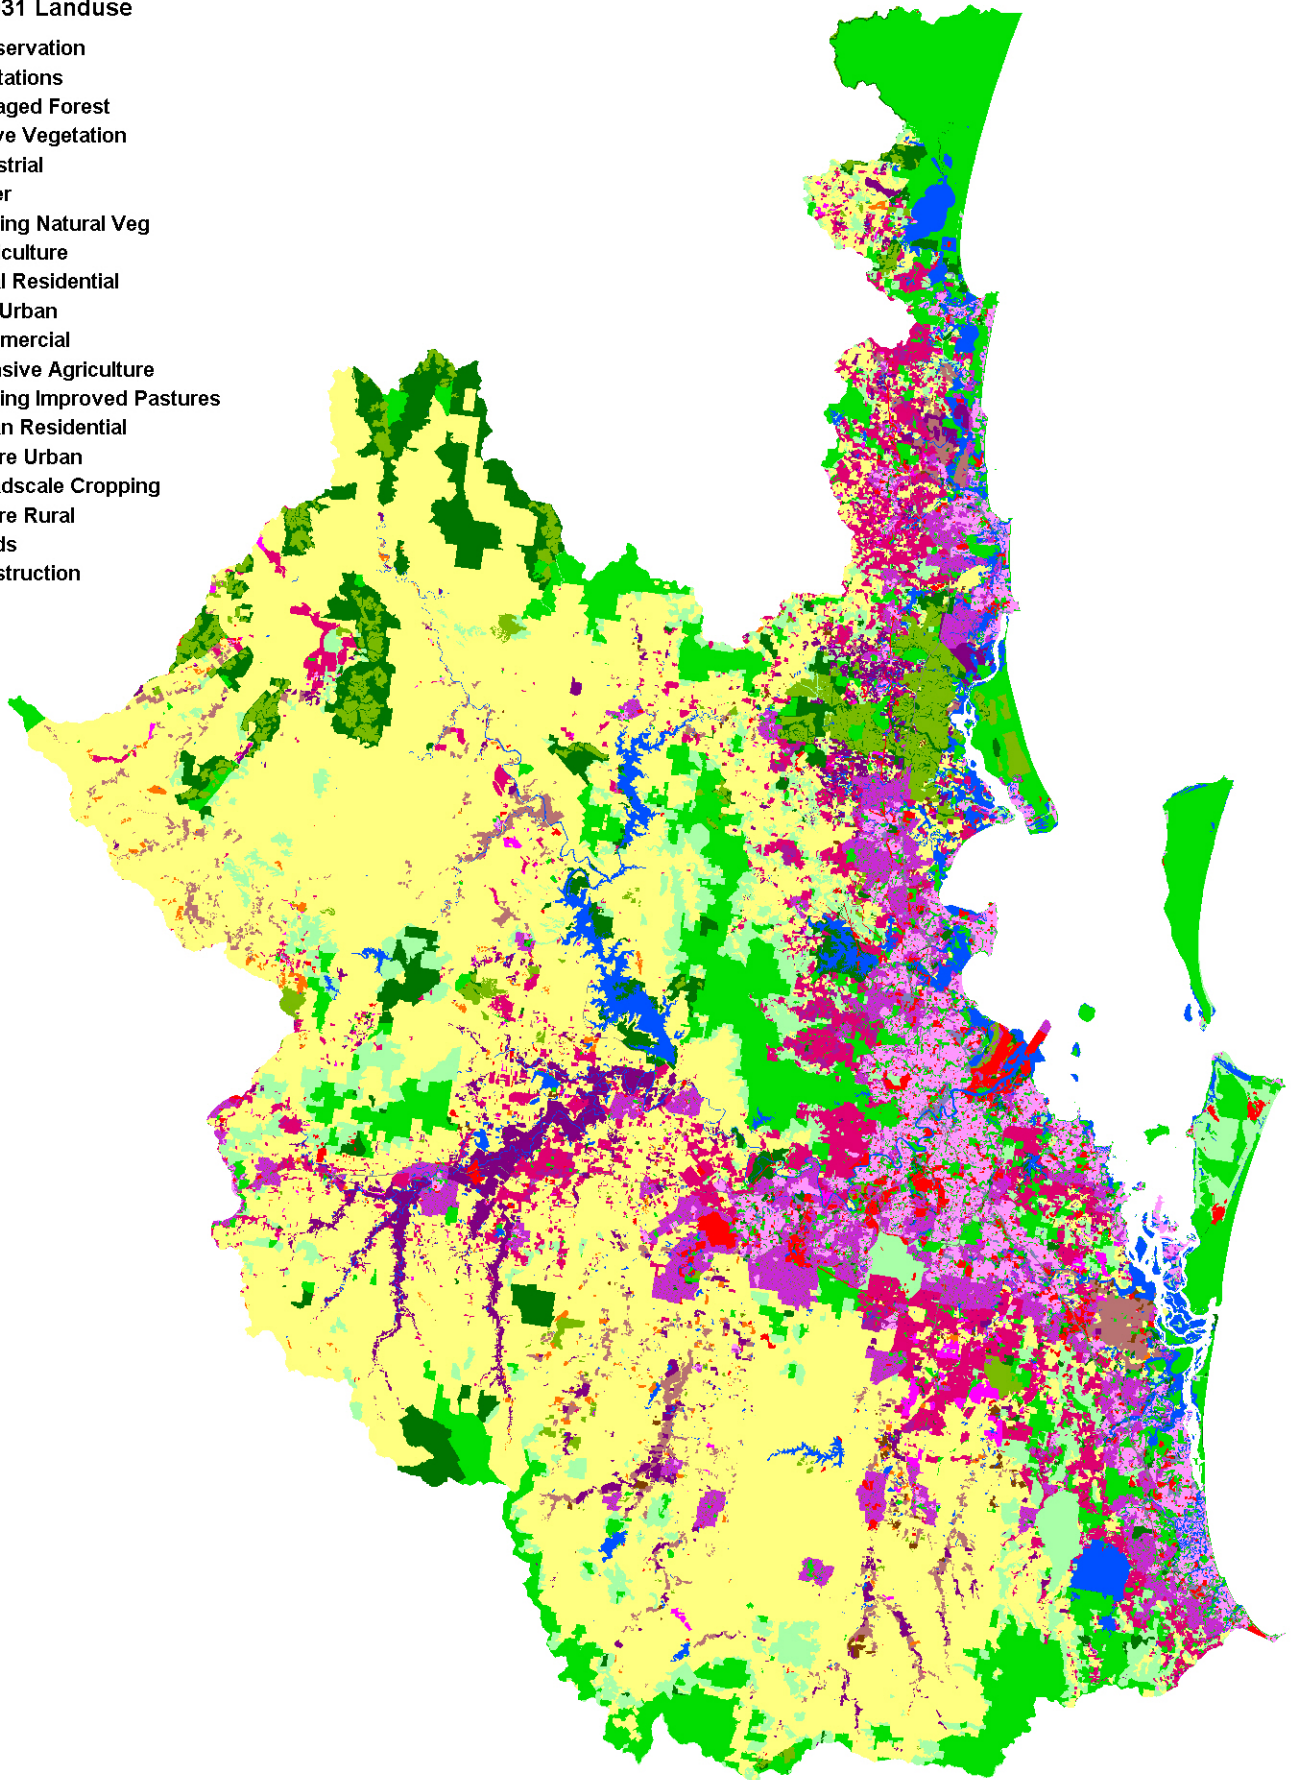 31 Landuse
servation
tations
aged Forest
ve Vegetation
strial
er
ing Natural Veg
culture
l Residential
Urban
mercial
nsive Agriculture
ing Improved Pastures
n Residential
re Urban
dscale Cropping
re Rural
ds
struction